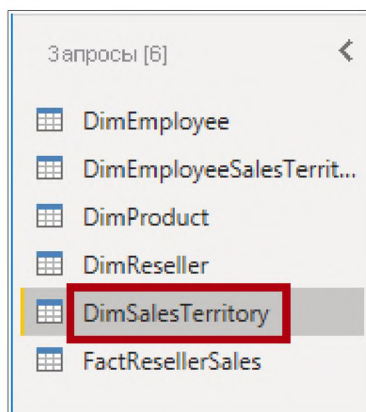 Запросы [6]
DimEmployee
DimEmployeeSalesTerrit...
DimProduct
DimReseller
DimSalesTerritory
FactResellerSales